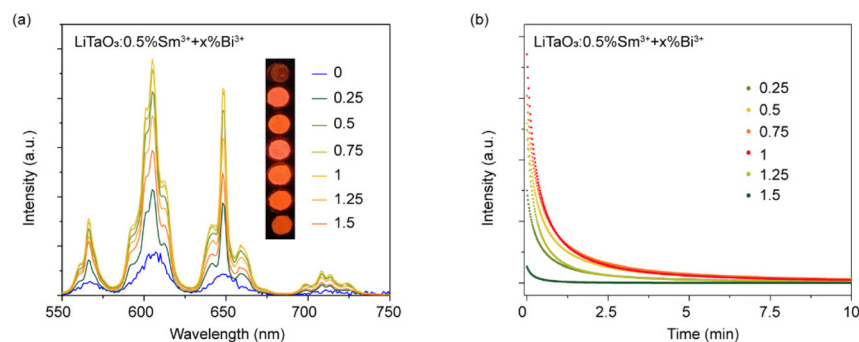 (a)
LiTaO₃:0.5%Sm³⁺+x%Bi³⁺
0
0.25
0.5
0.75
1
1.25
1.5
Intensity (a.u.)
550 600 650 700 750
Wavelength (nm)
(b)
LiTaO₃:0.5%Sm³⁺+x%Bi³⁺
0.25
0.5
0.75
1
1.25
1.5
Intensity (a.u.)
0 2.5 5 7.5 10
Time (min)